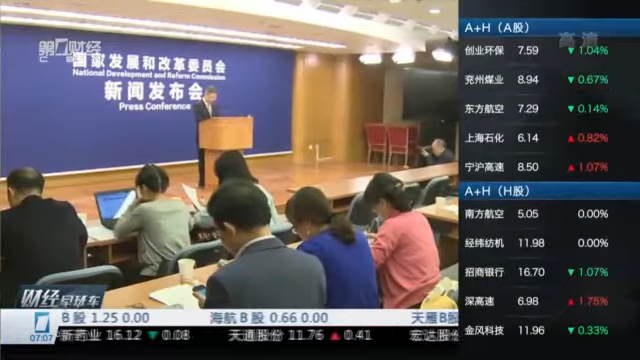 第一财经
高清
国家发展和改革委员会
National Development and Reform Commission
新闻发布会
Press Conference
A+H（A股）
创业环保 7.59 ▼ 1.04%
兖州煤业 8.94 ▼ 0.67%
东方航空 7.29 ▼ 0.14%
上海石化 6.14 ▲ 0.82%
宁沪高速 8.50 ▲ 1.07%
A+H（H股）
南方航空 5.05 0.00%
经纬纺机 11.98 0.00%
招商银行 16.70 ▼ 1.07%
深高速 6.98 ▲ 1.75%
金风科技 11.96 ▼ 0.33%
财经早班车
07:07
B 股 1.25 0.00 海航 B 股 0.66 0.00 天雁B股
新药业 16.12 ▼ 0.08 天通股份 11.76 ▲ 0.41 宏达股份